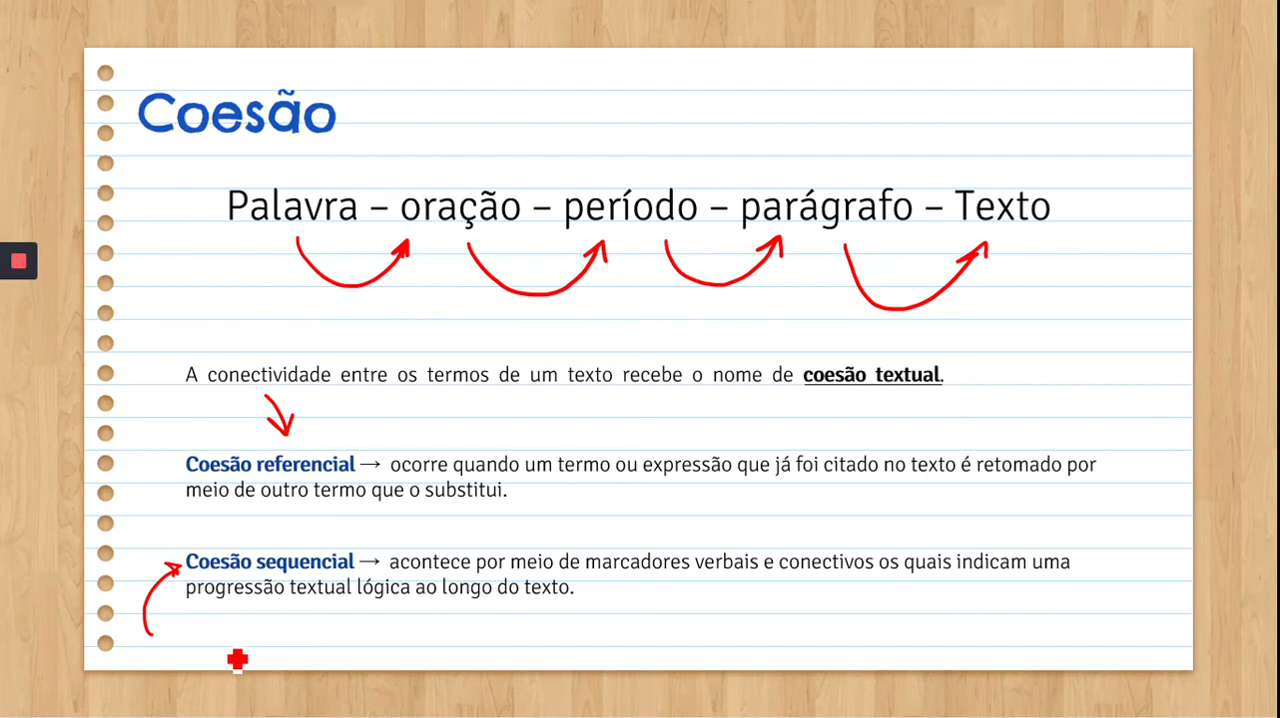 Coesão
Palavra – oração – período – parágrafo – Texto
A conectividade entre os termos de um texto recebe o nome de coesão textual.
Coesão referencial → ocorre quando um termo ou expressão que já foi citado no texto é retomado por
meio de outro termo que o substitui.
Coesão sequencial → acontece por meio de marcadores verbais e conectivos os quais indicam uma
progressão textual lógica ao longo do texto.